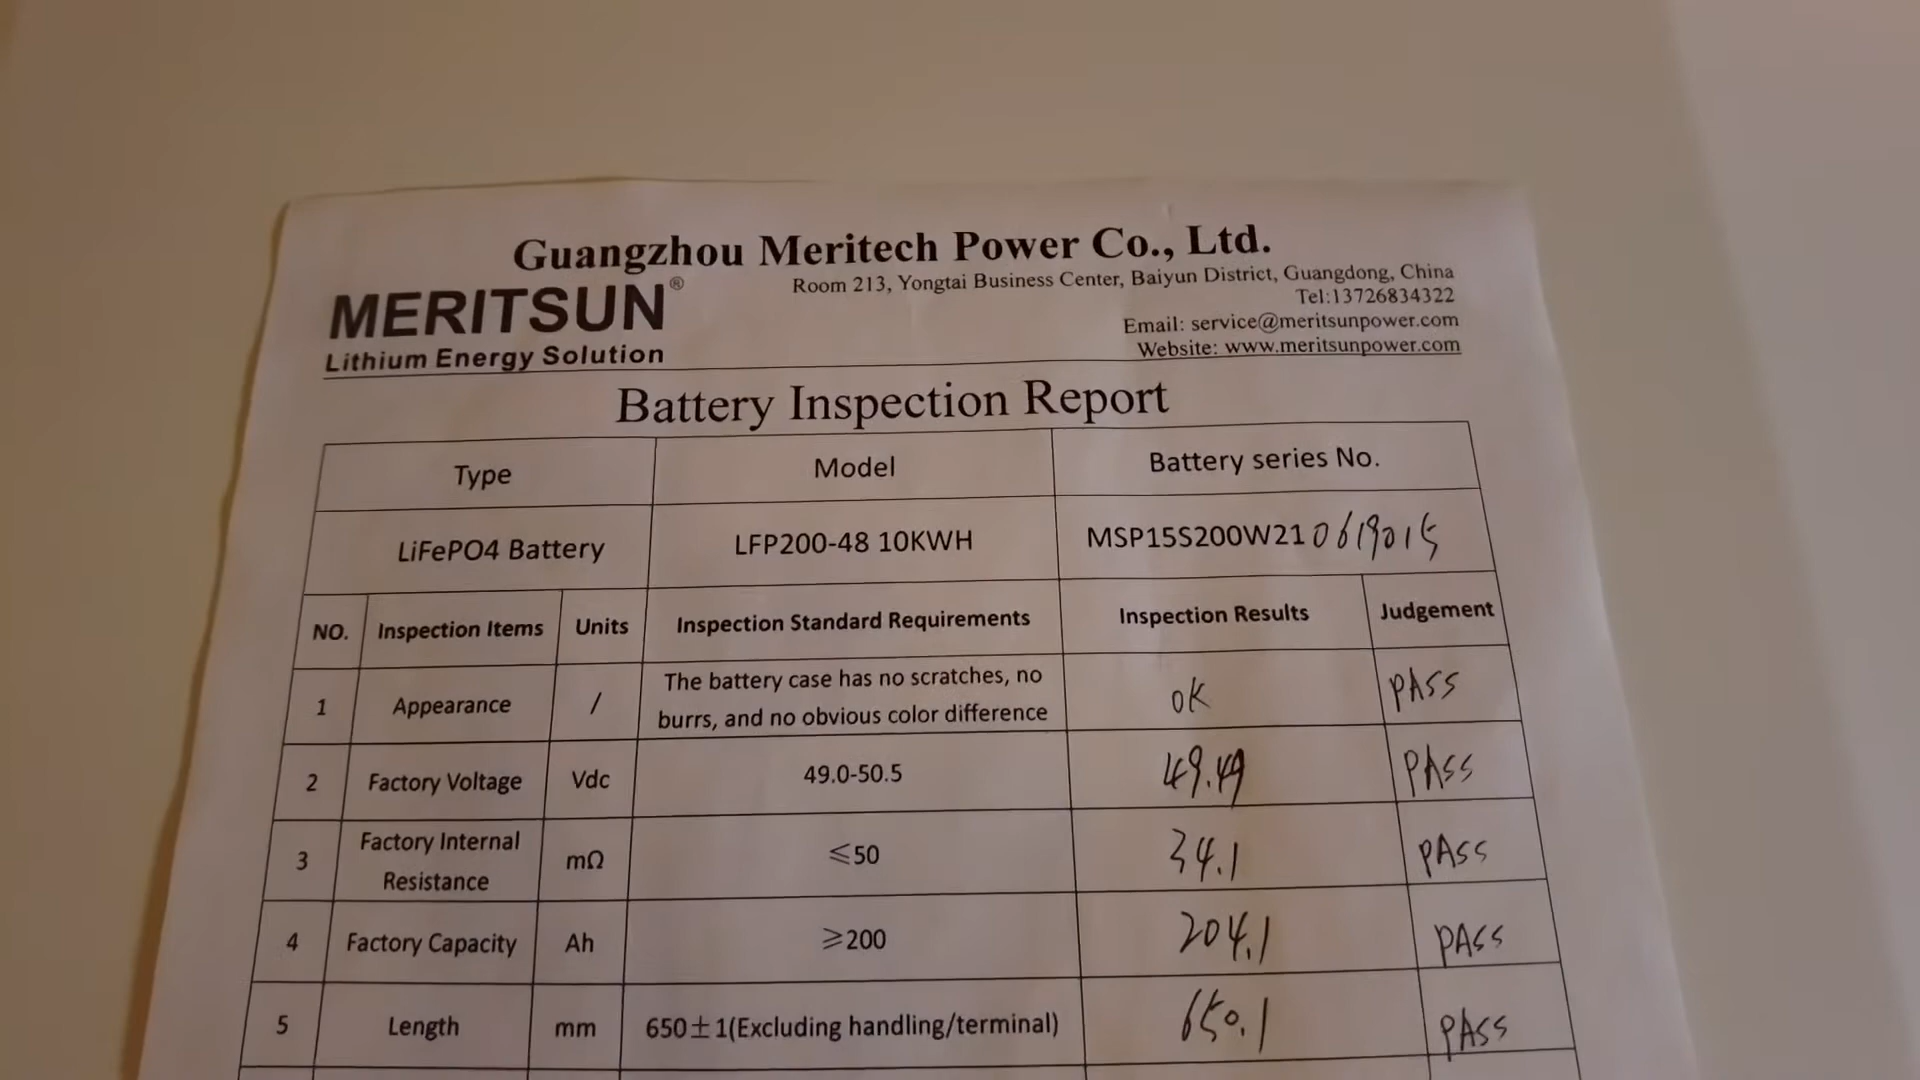 Guangzhou Meritech Power Co., Ltd.
MERITSUN®
Room 213, Yongtai Business Center, Baiyun District, Guangdong, China
Tel:13726834322
Email: service@meritsunpower.com
Lithium Energy Solution
Website: www.meritsunpower.com
Battery Inspection Report
Type Model Battery series No.
LiFePO4 Battery LFP200-48 10KWH MSP15S200W210619015
NO. Inspection Items Units Inspection Standard Requirements Inspection Results Judgement
1 Appearance / The battery case has no scratches, no
burrs, and no obvious color difference OK PASS
2 Factory Voltage Vdc 49.0-50.5 49.49 PASS
3 Factory Internal
Resistance mΩ ≤50 34.1 PASS
4 Factory Capacity Ah ≥200 204.1 PASS
5 Length mm 650±1(Excluding handling/terminal) 650.1 PASS